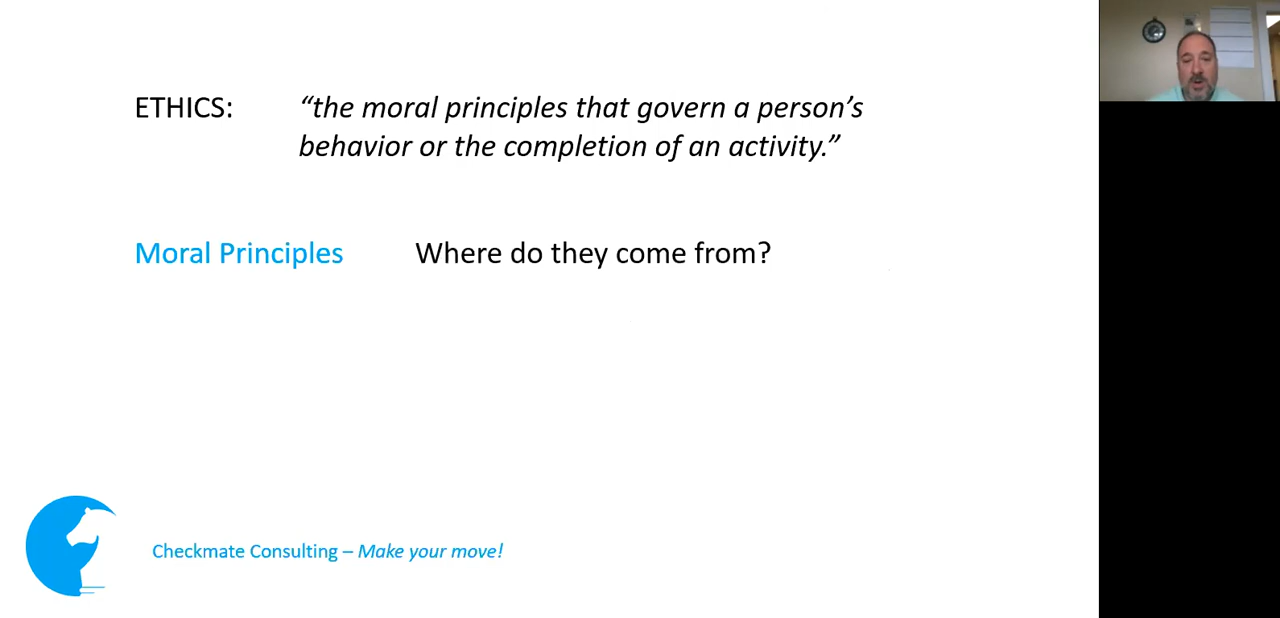 ETHICS: “the moral principles that govern a person’s
behavior or the completion of an activity.”
Moral Principles Where do they come from?
Checkmate Consulting – Make your move!